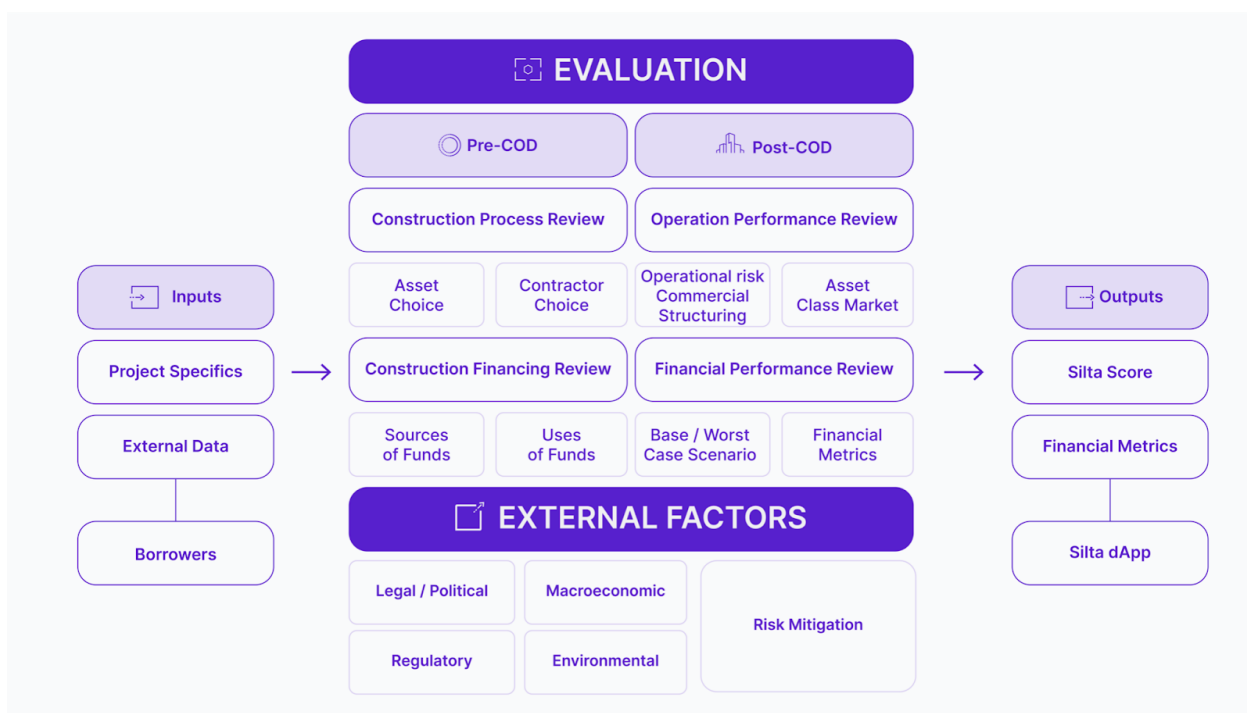 EVALUATION
Pre-COD
Post-COD
Construction Process Review
Operation Performance Review
Asset
Choice
Contractor
Choice
Operational risk
Commercial
Structuring
Asset
Class Market
Construction Financing Review
Financial Performance Review
Sources
of Funds
Uses
of Funds
Base / Worst
Case Scenario
Financial
Metrics
EXTERNAL FACTORS
Legal / Political
Macroeconomic
Regulatory
Environmental
Risk Mitigation
Inputs
Project Specifics
External Data
Borrowers
Outputs
Silta Score
Financial Metrics
Silta dApp